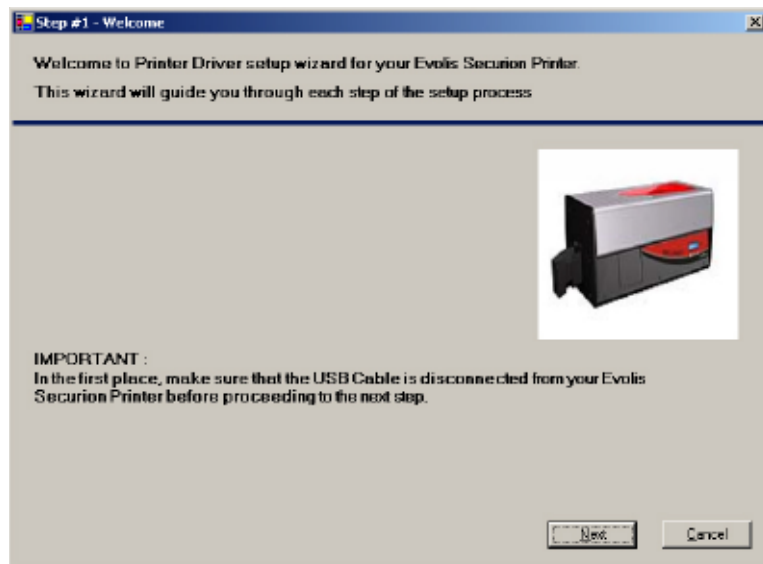 Step #1 - Welcome
Welcome to Printer Driver setup wizard for your Evolis Securion Printer.
This wizard will guide you through each step of the setup process
IMPORTANT :
In the first place, make sure that the USB Cable is disconnected from your Evolis
Securion Printer before proceeding to the next step.
Next
Cancel